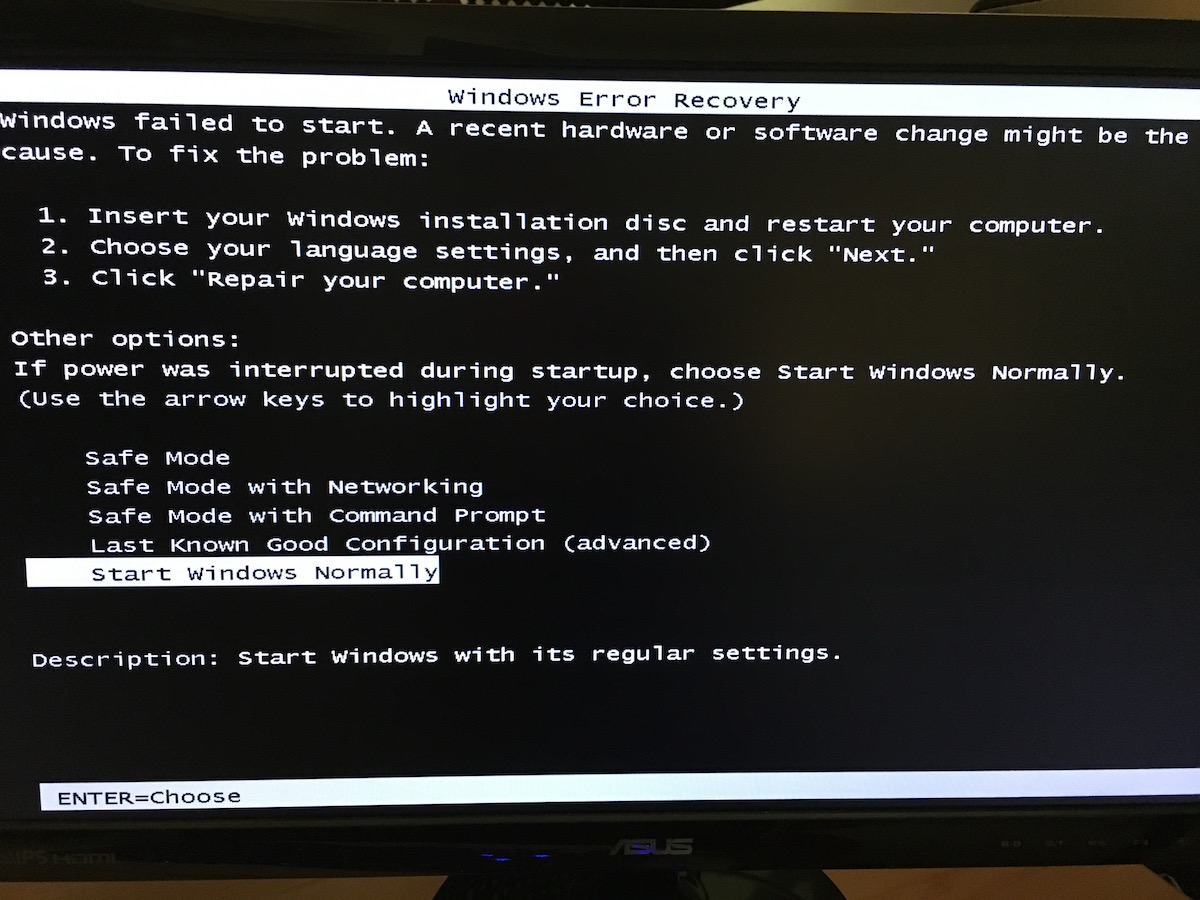 Windows Error Recovery
Windows failed to start. A recent hardware or software change might be the
cause. To fix the problem:
1. Insert your Windows installation disc and restart your computer.
2. Choose your language settings, and then click "Next."
3. Click "Repair your computer."
Other options:
If power was interrupted during startup, choose Start Windows Normally.
(Use the arrow keys to highlight your choice.)
Safe Mode
Safe Mode with Networking
Safe Mode with Command Prompt
Last Known Good Configuration (advanced)
Start Windows Normally
Description: Start Windows with its regular settings.
ENTER=Choose
IPS HDMI
ASUS